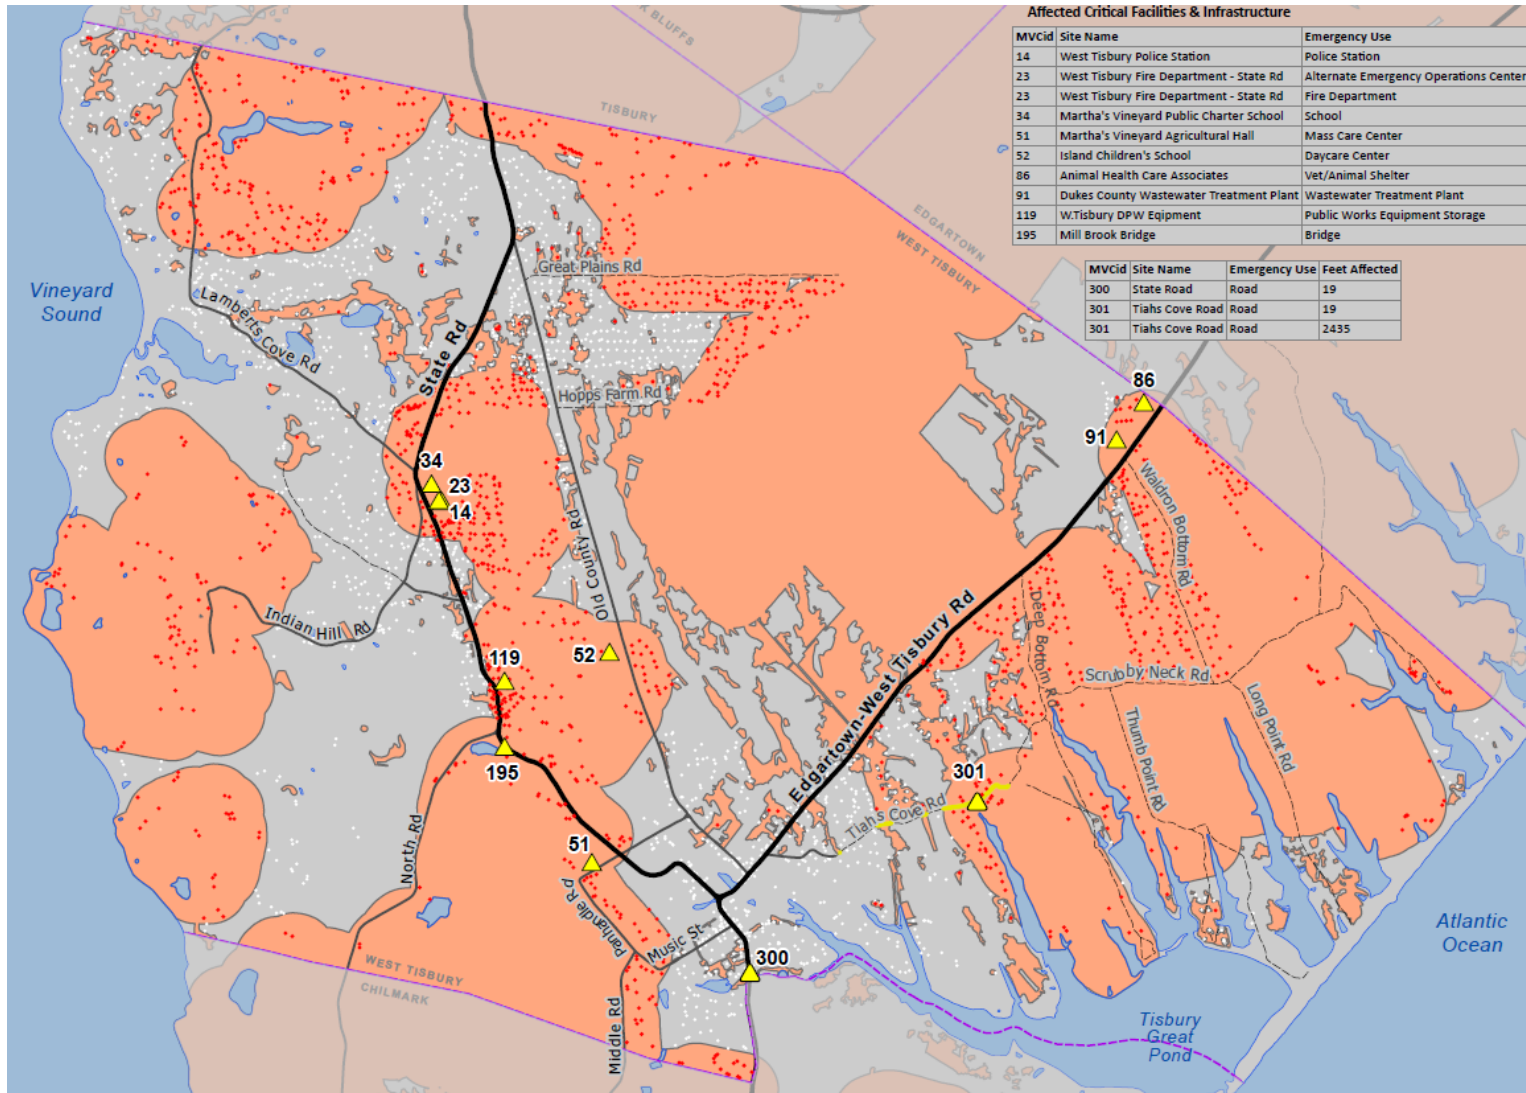 Affected Critical Facilities & Infrastructure
MVCid Site Name Emergency Use
14 West Tisbury Police Station Police Station
23 West Tisbury Fire Department - State Rd Alternate Emergency Operations Center
23 West Tisbury Fire Department - State Rd Fire Department
34 Martha's Vineyard Public Charter School School
51 Martha's Vineyard Agricultural Hall Mass Care Center
52 Island Children's School Daycare Center
86 Animal Health Care Associates Vet/Animal Shelter
91 Dukes County Wastewater Treatment Plant Wastewater Treatment Plant
119 W.Tisbury DPW Eqipment Public Works Equipment Storage
195 Mill Brook Bridge Bridge
MVCid Site Name Emergency Use Feet Affected
300 State Road Road 19
301 Tiahs Cove Road Road 19
301 Tiahs Cove Road Road 2435
BLUFFS
TISBURY
EDGARTOWN
WEST TISBURY
Great Plains Rd
Vineyard
Sound
Lamberts Cove Rd
State Rd
Hopps Farm Rd
86
91
34
23
14
Waldron Bottom Rd
Old County Rd
Indian Hill Rd
Deep Bottom Rd
Edgartown-West Tisbury Rd
52
119
Scrubby Neck Rd
Long Point Rd
Thumb Point Rd
195
301
Tiahs Cove Rd
North Rd
51
Panhandle Rd
Music St
300
Atlantic
Ocean
WEST TISBURY
CHILMARK
Middle Rd
Tisbury
Great
Pond